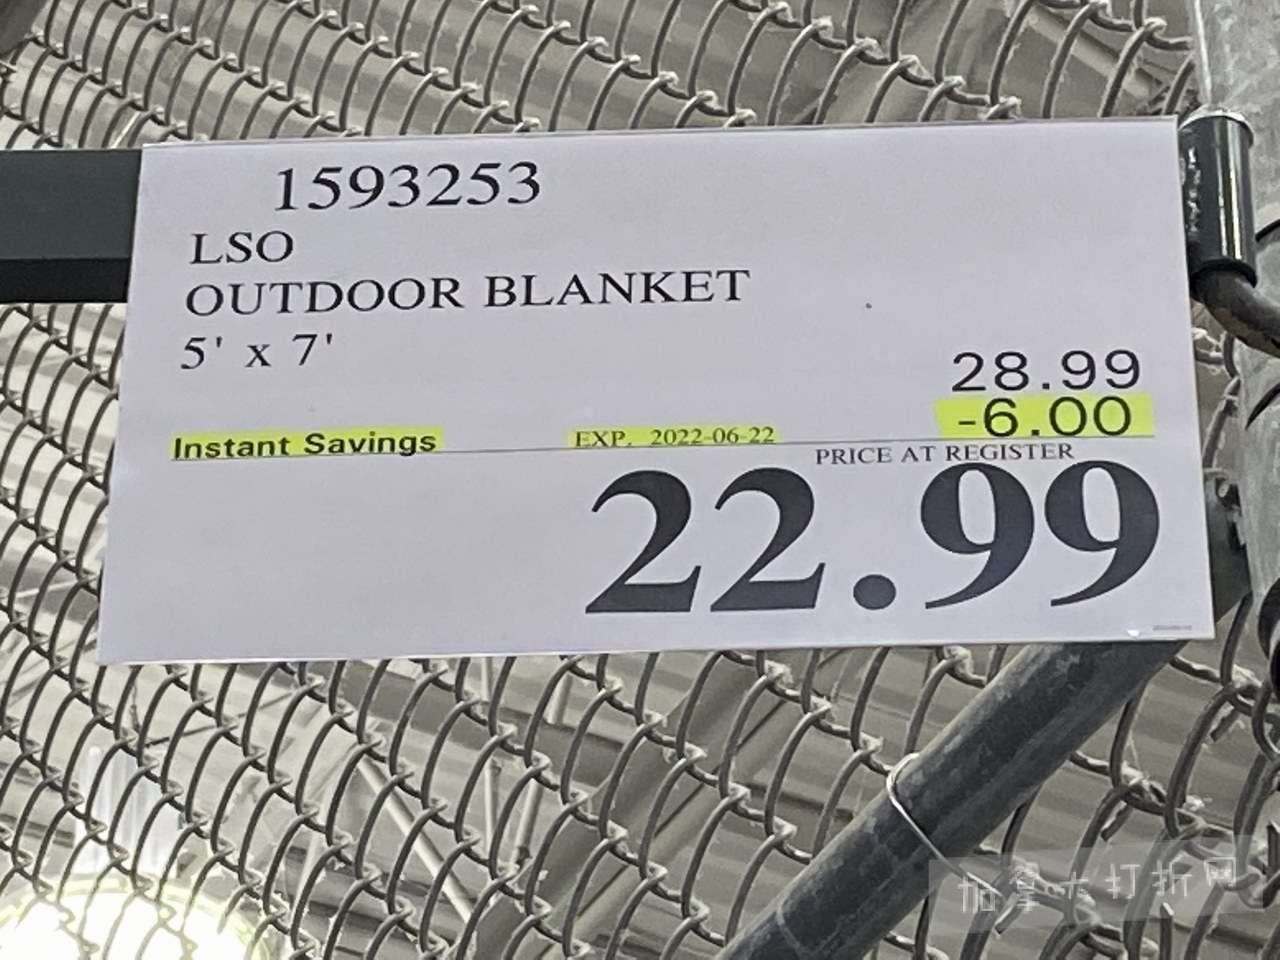 1593253
LSO
OUTDOOR BLANKET
5' x 7'
28.99
-6.00
Instant Savings EXP. 2022-06-22
PRICE AT REGISTER
22.99
加拿大打折网